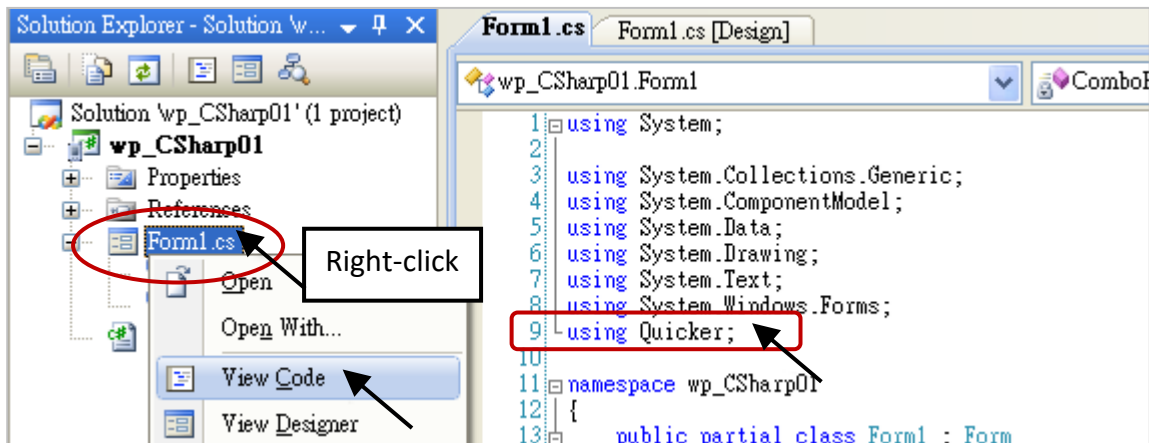 Solution Explorer - Solution 'w...
Solution 'wp_CSharp01' (1 project)
wp_CSharp01
Properties
References
Form1.cs
Right-click
Open
Open With...
View Code
View Designer
Form1.cs
Form1.cs [Design]
wp_CSharp01.Form1
1 using System;
2
3 using System.Collections.Generic;
4 using System.ComponentModel;
5 using System.Data;
6 using System.Drawing;
7 using System.Text;
8 using System.Windows.Forms;
9 using Quicker;
10
11 namespace wp_CSharp01
12 {
13 public partial class Form1 : Form